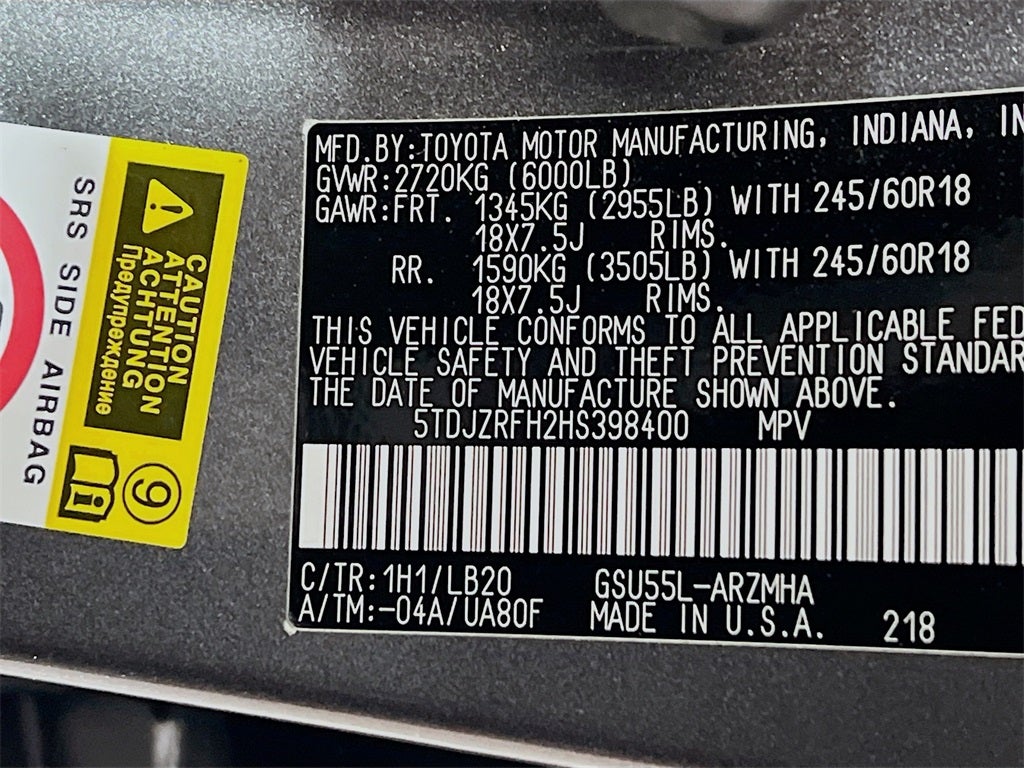 MFD.BY:TOYOTA MOTOR MANUFACTURING, INDIANA,
GVWR:2720KG (6000LB)
GAWR:FRT. 1345KG (2955LB) WITH 245/60R18
18X7.5J RIMS.
RR. 1590KG (3505LB) WITH 245/60R18
18X7.5J RIMS.
THIS VEHICLE CONFORMS TO ALL APPLICABLE FED
VEHICLE SAFETY AND THEFT PREVENTION STANDAR
THE DATE OF MANUFACTURE SHOWN ABOVE.
5TDJZRFH2HS398400 MPV
C/TR:1H1/LB20 GSU55L-ARZMHA
A/TM:-04A/UA80F MADE IN U.S.A. 218
CAUTION
ATTENTION
ACHTUNG
Предупреждение
9
i
SRS SIDE AIRBAG